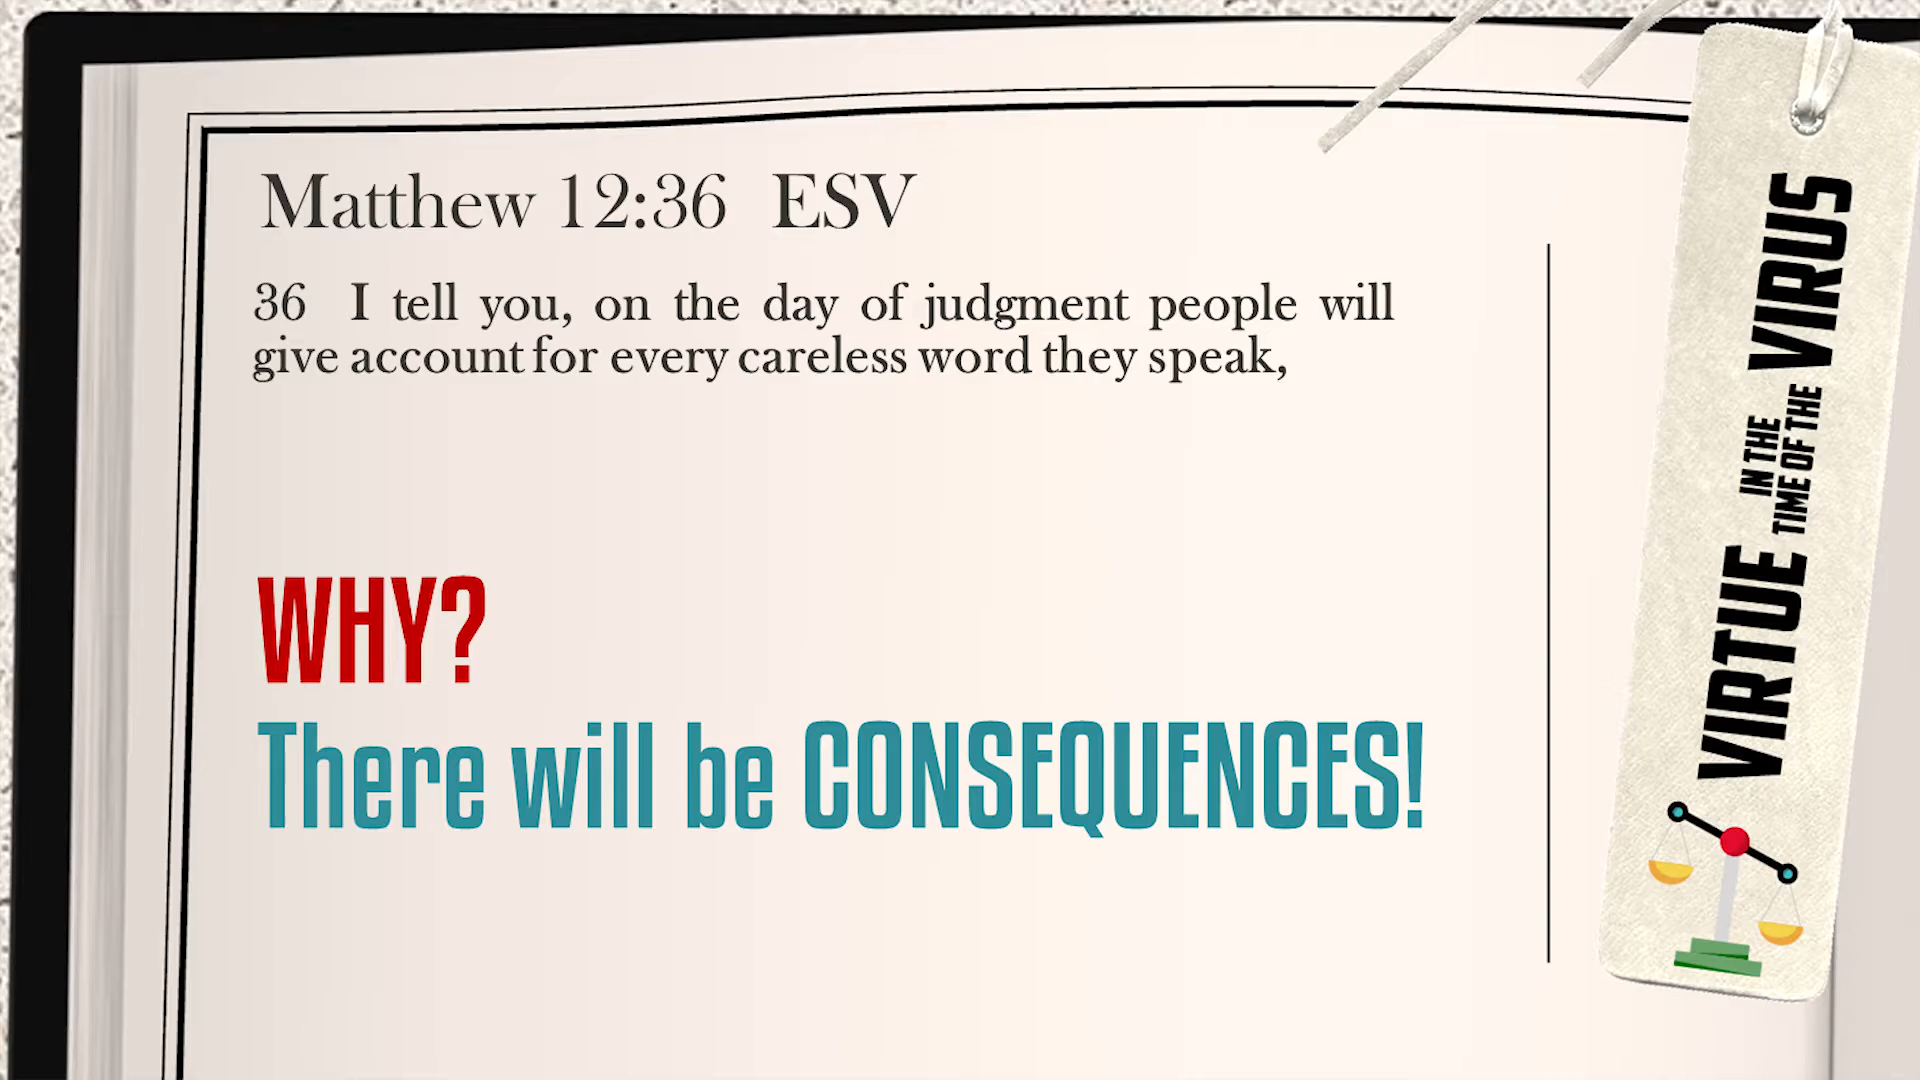 Matthew 12:36 ESV
36 I tell you, on the day of judgment people will
give account for every careless word they speak,
WHY?
There will be CONSEQUENCES!
VIRTUE IN THE
TIME OF THE VIRUS